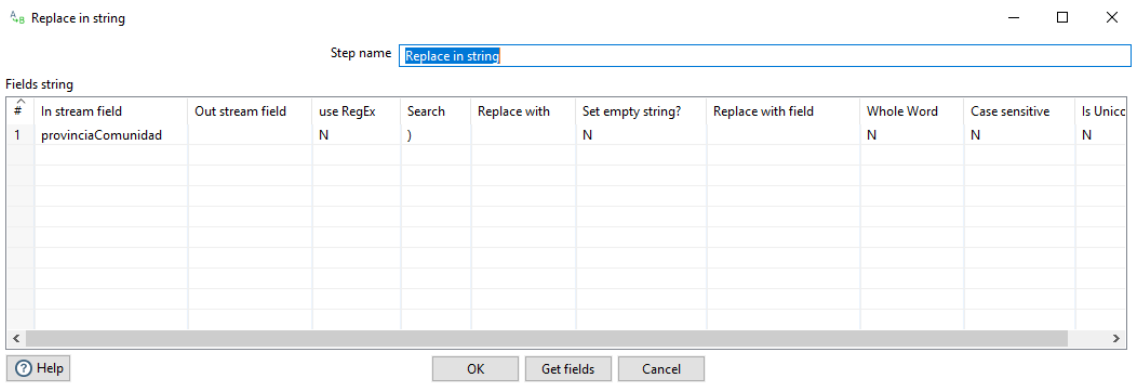 Replace in string
Step name Replace in string
Fields string
# In stream field Out stream field use RegEx Search Replace with Set empty string? Replace with field Whole Word Case sensitive Is Unicc
1 provinciaComunidad N ) N N N N
Help OK Get fields Cancel